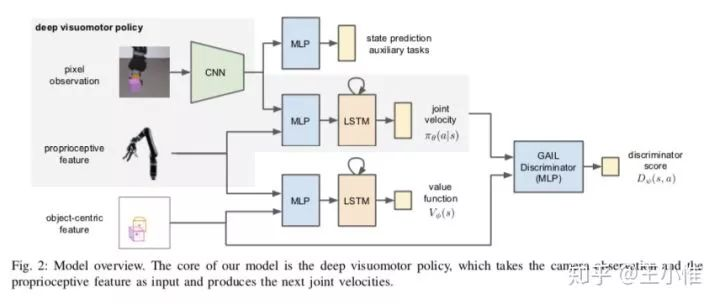 deep visuomotor policy
pixel
observation
CNN
MLP
state prediction
auxiliary tasks
proprioceptive
feature
MLP
LSTM
joint
velocity
πθ(a|s)
GAIL
Discriminator
(MLP)
discriminator
score
Dψ(s, a)
object-centric
feature
MLP
LSTM
value
function
Vϕ(s)
Fig. 2: Model overview. The core of our model is the deep visuomotor policy, which takes the camera observation and the
proprioceptive feature as input and produces the next joint velocities.
知乎 @王小惟